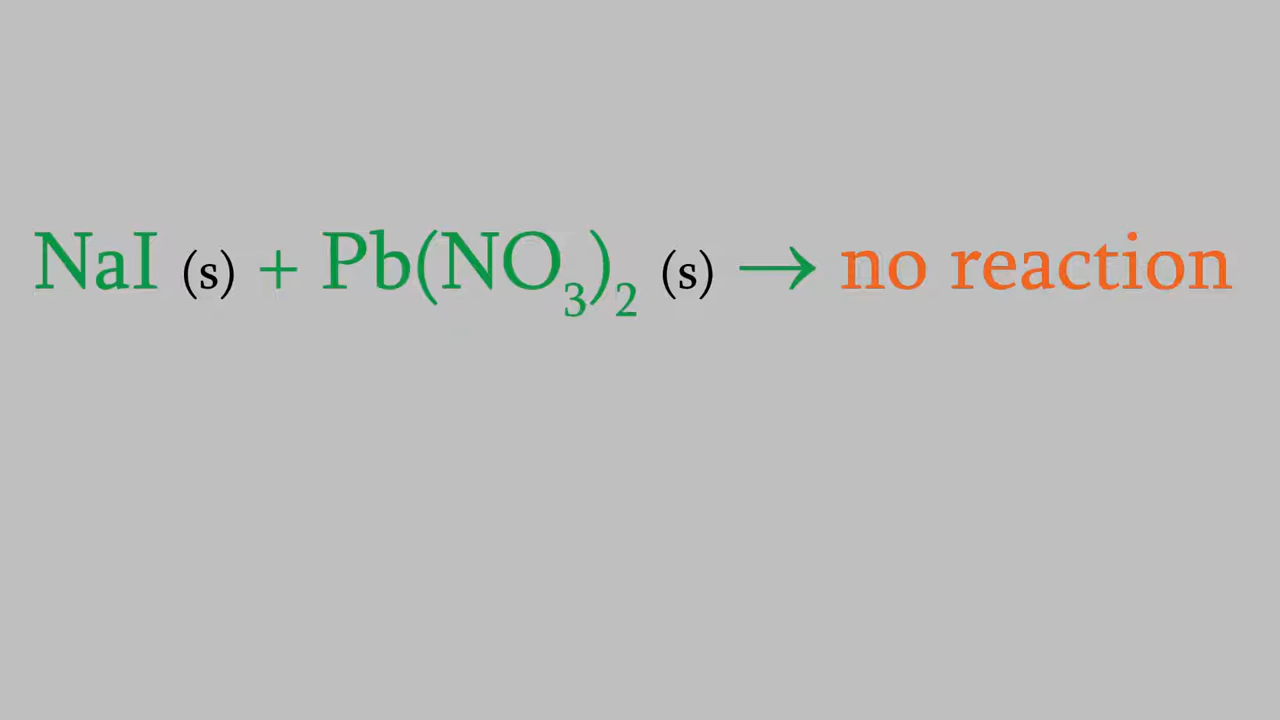 NaI (s) + Pb(NO₃)₂ (s) → no reaction